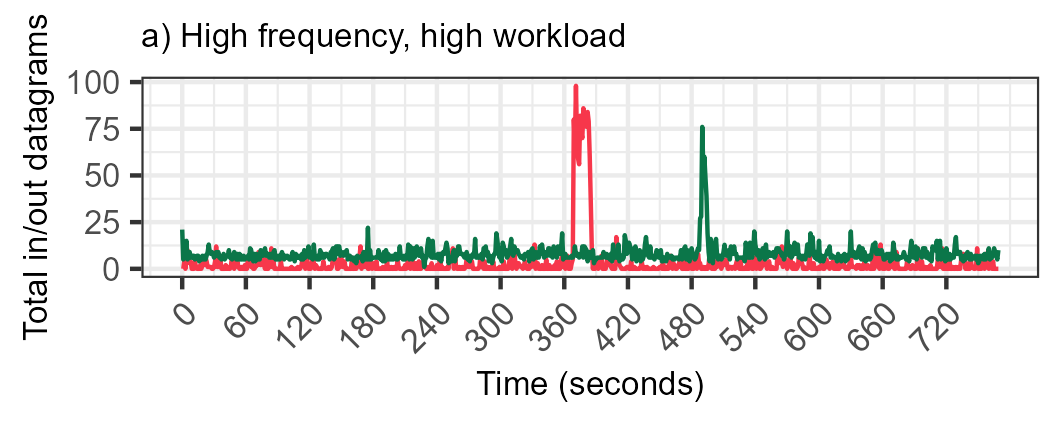 a) High frequency, high workload
Total in/out datagrams
100
75
50
25
0
0 60 120 180 240 300 360 420 480 540 600 660 720
Time (seconds)